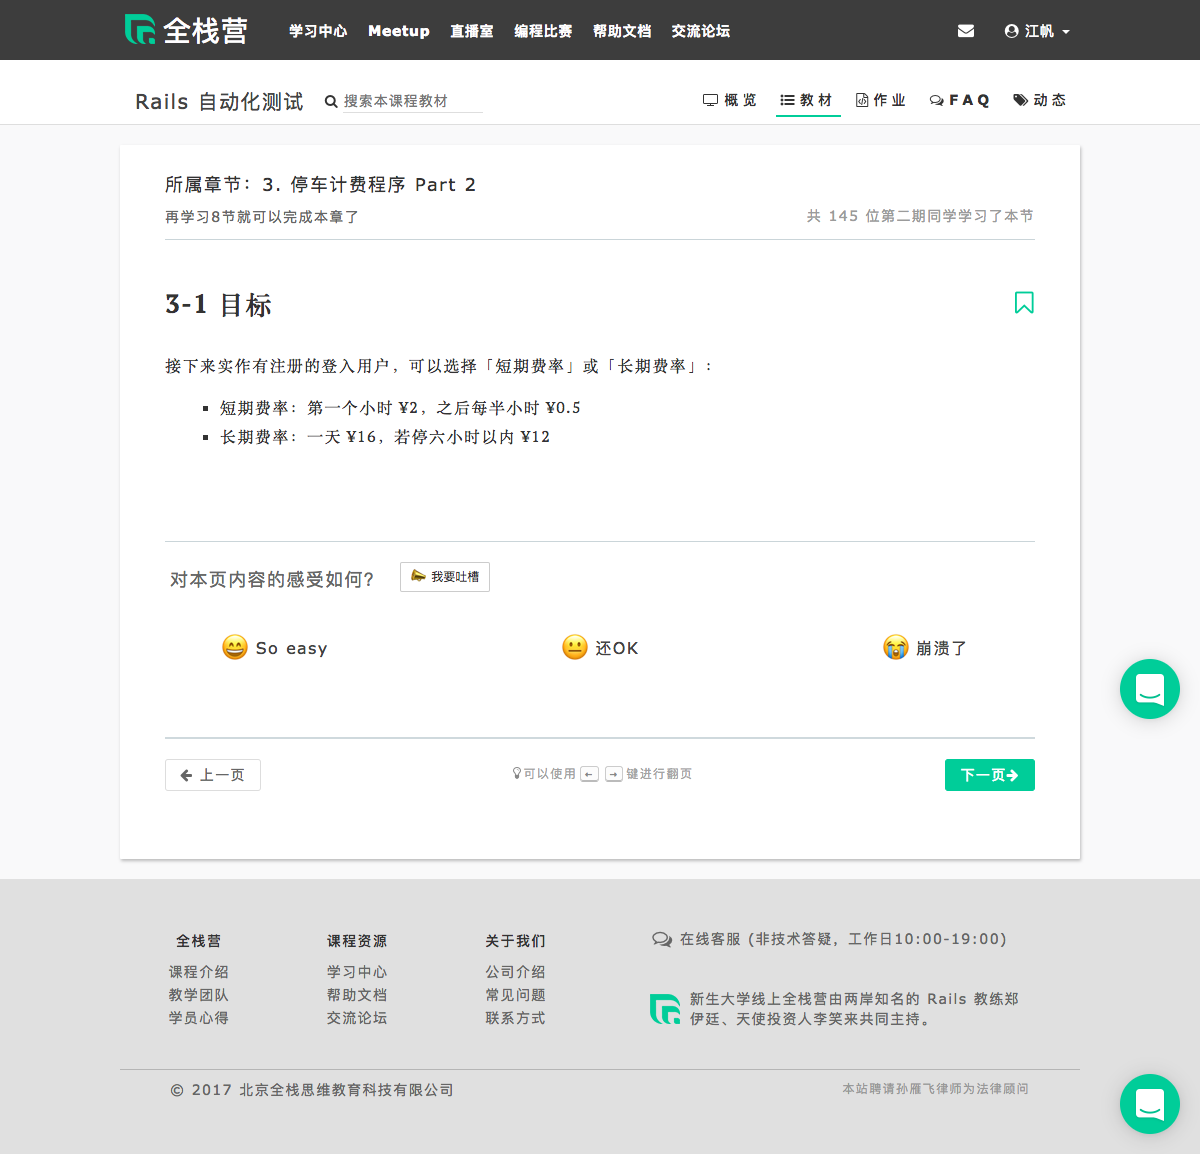 全栈营 学习中心 Meetup 直播室 编程比赛 帮助文档 交流论坛 江帆
Rails 自动化测试 搜索本课程教材 概览 教材 作业 FAQ 动态
所属章节：3. 停车计费程序 Part 2
再学习8节就可以完成本章了 共 145 位第二期同学学习了本节
3-1 目标
接下来实作有注册的登入用户，可以选择「短期费率」或「长期费率」：
短期费率：第一个小时 ¥2，之后每半小时 ¥0.5
长期费率：一天 ¥16，若停六小时以内 ¥12
对本页内容的感受如何? 我要吐槽
So easy 还OK 崩溃了
上一页 可以使用 ← → 键进行翻页 下一页
全栈营 课程资源 关于我们 在线客服 (非技术答疑，工作日10:00-19:00)
课程介绍 学习中心 公司介绍
教学团队 帮助文档 常见问题 新生大学线上全栈营由两岸知名的 Rails 教练郑
学员心得 交流论坛 联系方式 伊廷、天使投资人李笑来共同主持。
© 2017 北京全栈思维教育科技有限公司 本站聘请孙雁飞律师为法律顾问